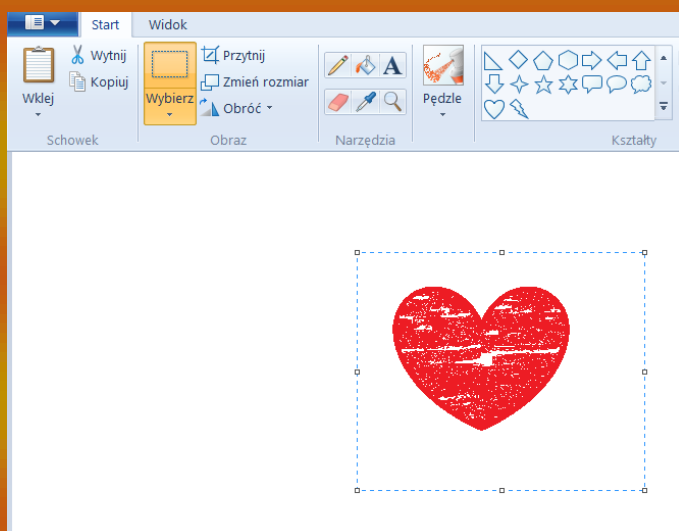 Start Widok
Wklej
Wytnij
Kopiuj
Schowek
Wybierz
Przytnij
Zmień rozmiar
Obróć
Obraz
A
Narzędzia
Pędzle
Kształty